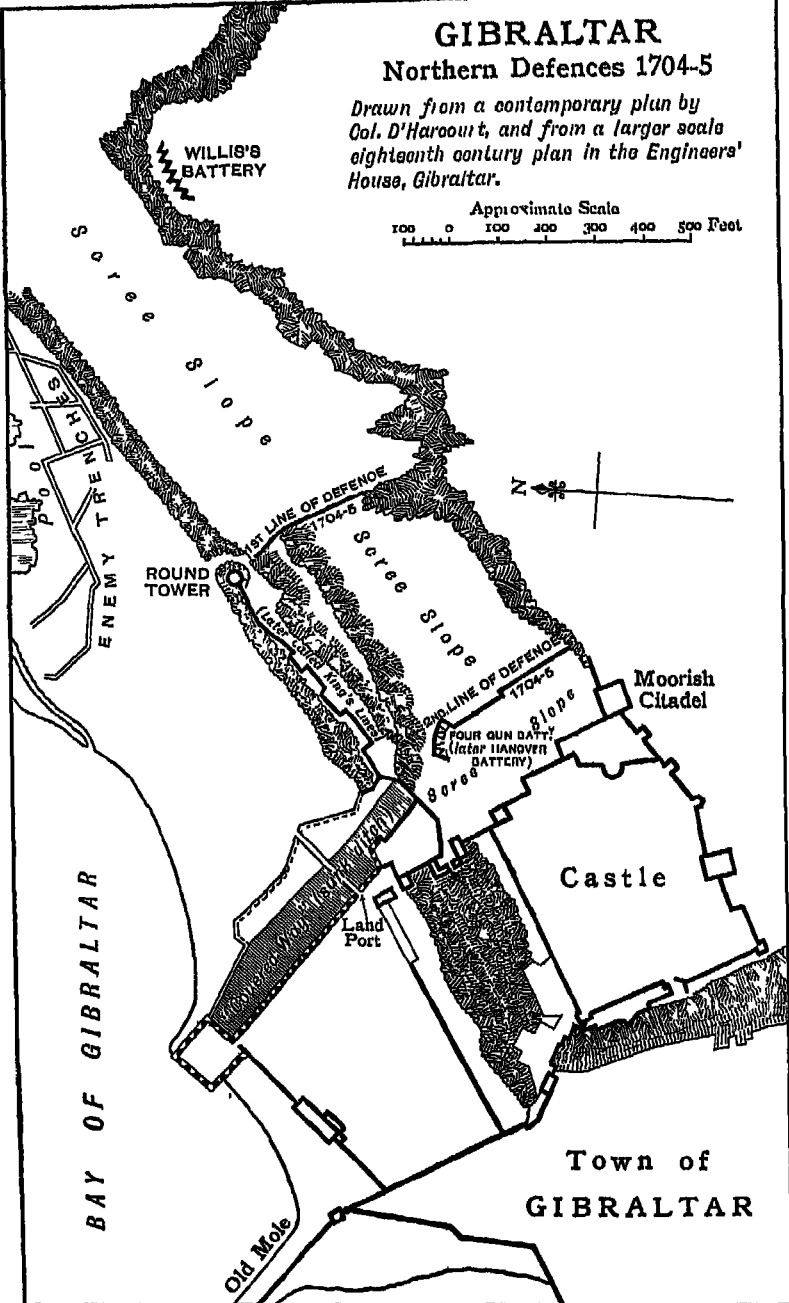 GIBRALTAR
Northern Defences 1704-5
Drawn from a contemporary plan by
Col. D'Harcourt, and from a larger scale
eighteenth century plan in the Engineers'
House, Gibraltar.
Approximate Scale
100 0 100 200 300 400 500 Feet
WILLIS'S
BATTERY
Scree Slope
ENEMY TRENCHES
Pool
N
1ST LINE OF DEFENCE
1704-5
ROUND
TOWER
Scree Slope
(Later called King's Lines)
2ND LINE OF DEFENCE
1704-5
Moorish
Citadel
FOUR GUN BATTY
(later HANOVER
BATTERY)
Scree Slope
Castle
Covered Way
ditch)
Land
Port
BAY OF GIBRALTAR
Town of
GIBRALTAR
Old Mole